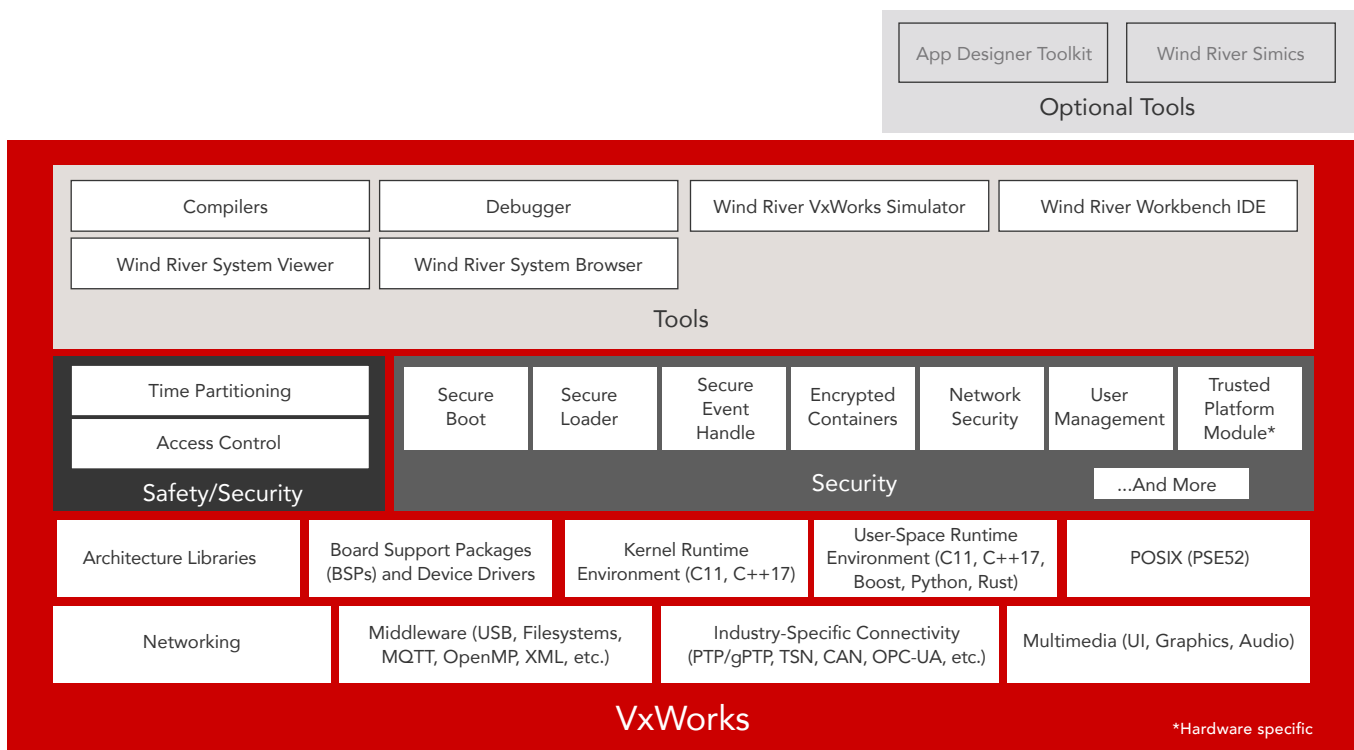 App Designer Toolkit
Wind River Simics
Optional Tools
Compilers
Debugger
Wind River VxWorks Simulator
Wind River Workbench IDE
Wind River System Viewer
Wind River System Browser
Tools
Time Partitioning
Access Control
Safety/Security
Secure
Boot
Secure
Loader
Secure
Event
Handle
Encrypted
Containers
Network
Security
User
Management
Trusted
Platform
Module*
Security
...And More
Architecture Libraries
Board Support Packages
(BSPs) and Device Drivers
Kernel Runtime
Environment (C11, C++17)
User-Space Runtime
Environment (C11, C++17,
Boost, Python, Rust)
POSIX (PSE52)
Networking
Middleware (USB, Filesystems,
MQTT, OpenMP, XML, etc.)
Industry-Specific Connectivity
(PTP/gPTP, TSN, CAN, OPC-UA, etc.)
Multimedia (UI, Graphics, Audio)
VxWorks
*Hardware specific